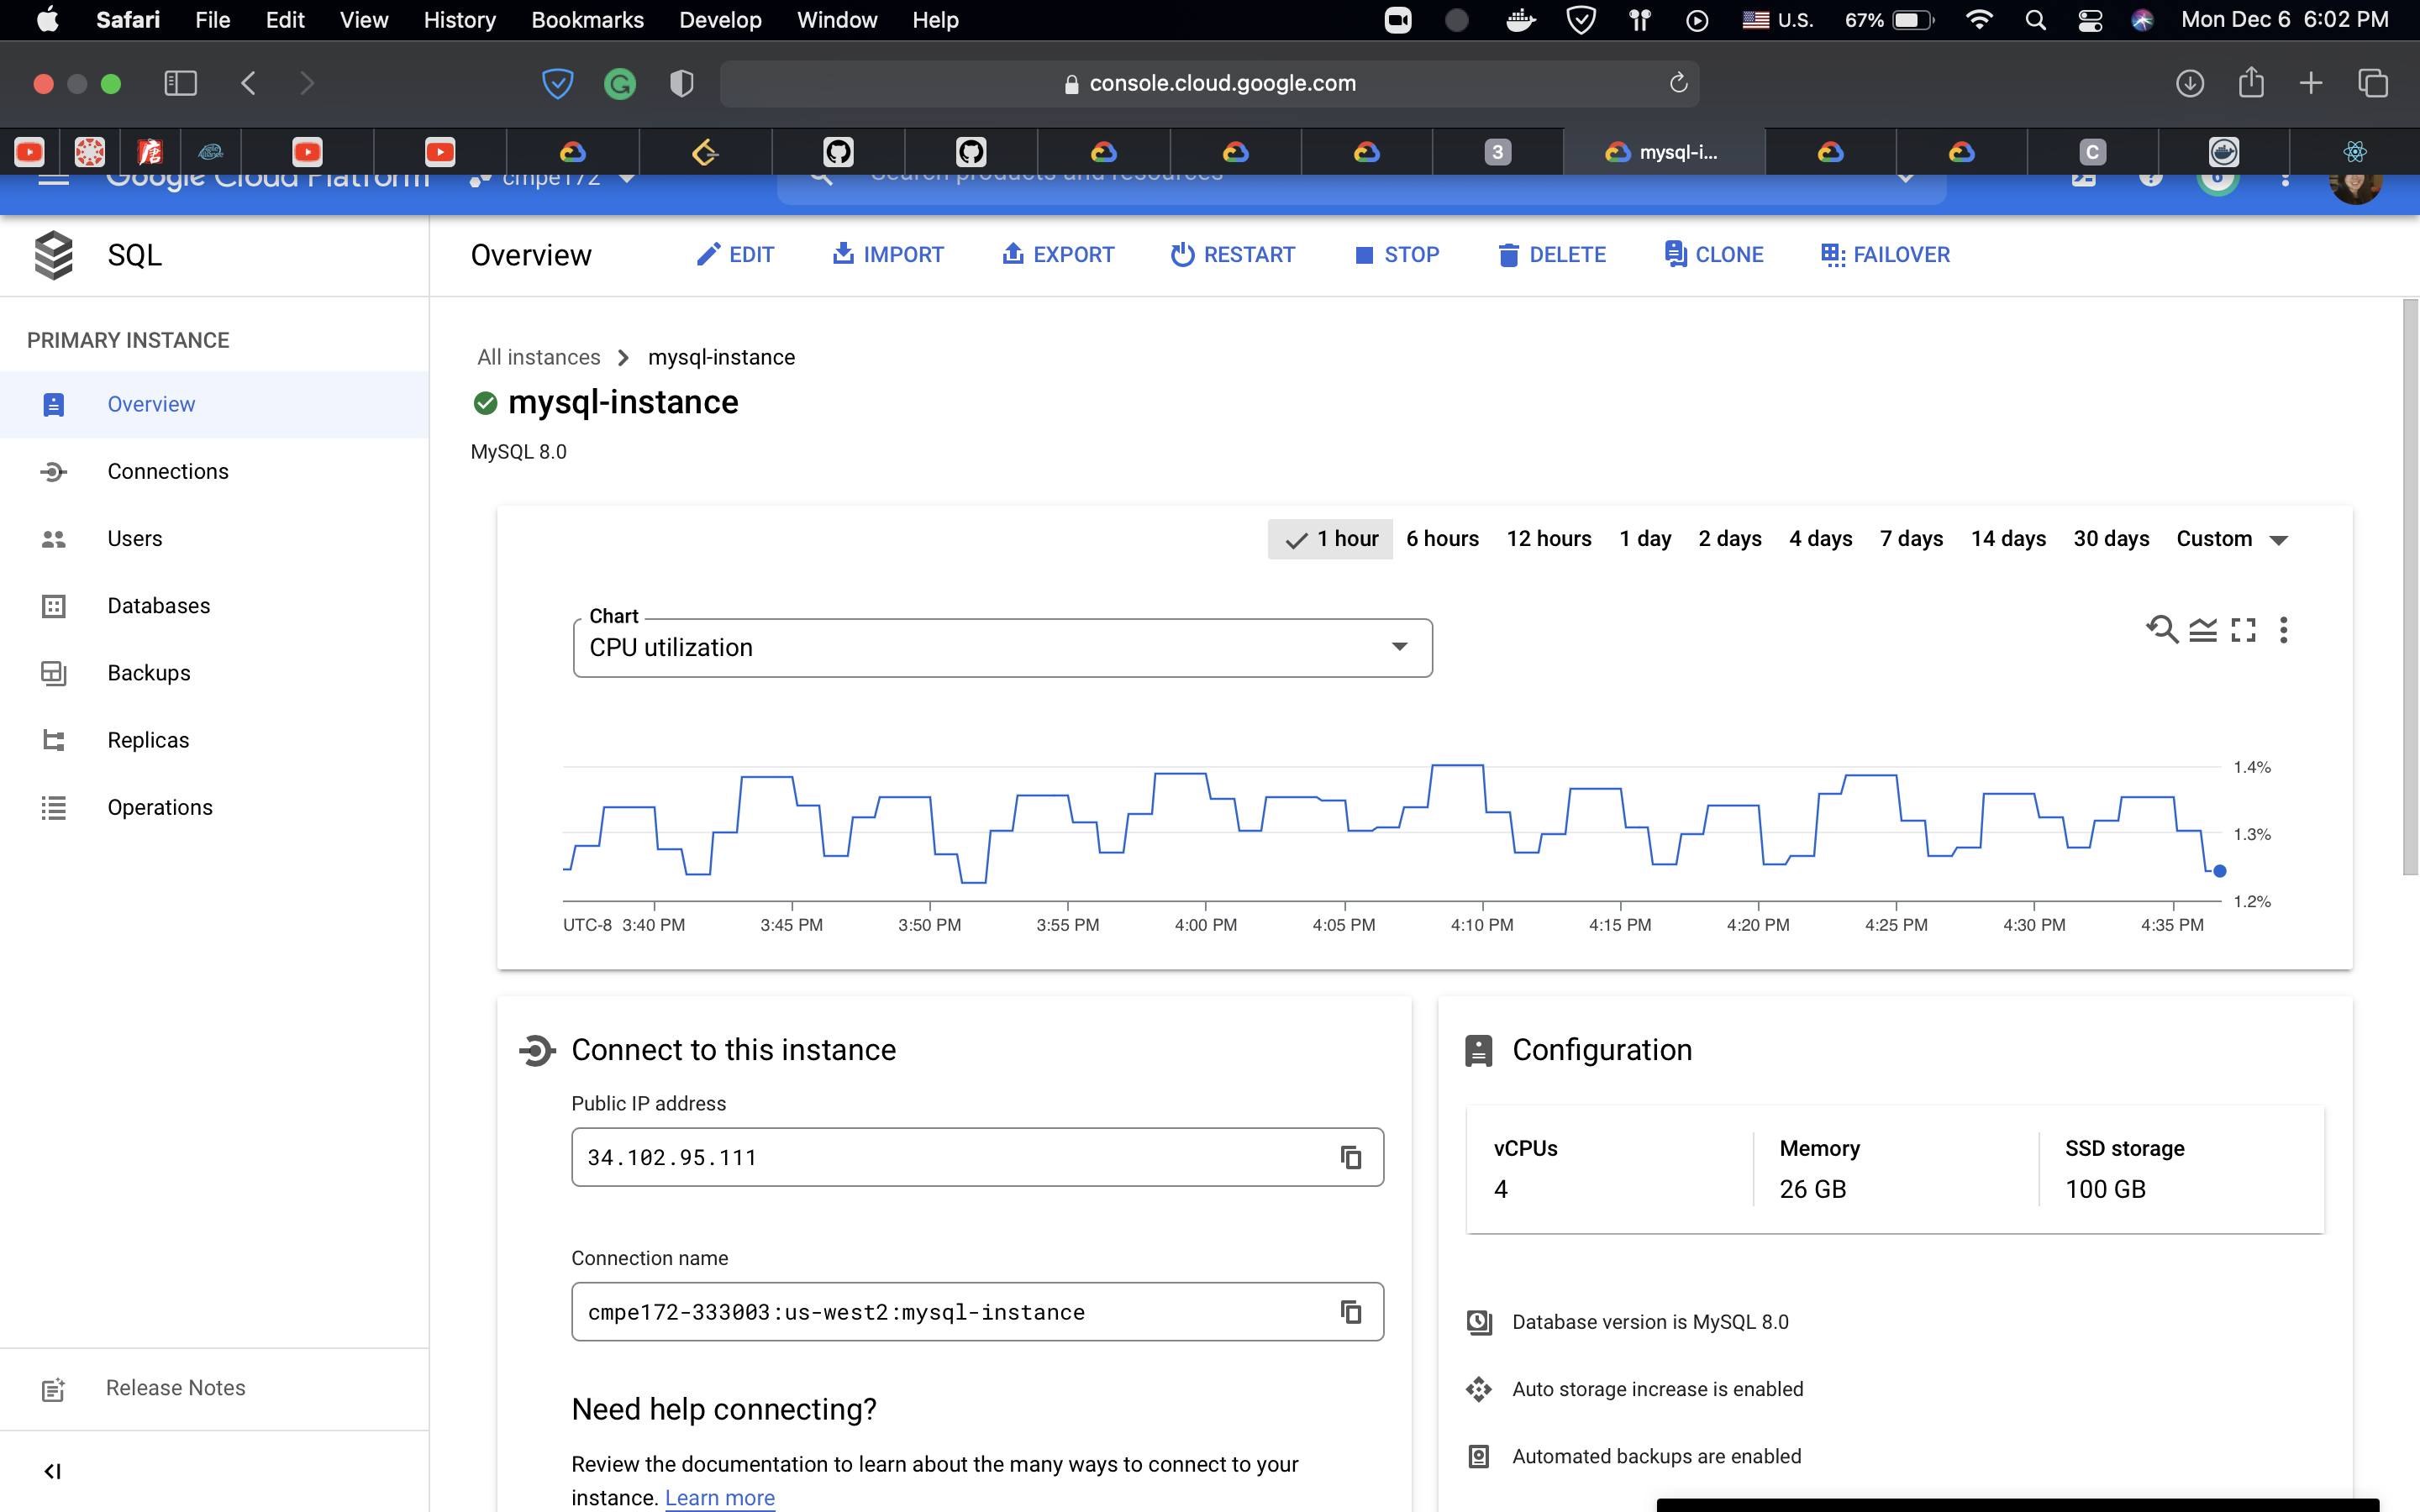 Safari File Edit View History Bookmarks Develop Window Help U.S. 67% Mon Dec 6 6:02 PM
console.cloud.google.com
3 mysql-i... C
Google Cloud Platform cmpe172 Search products and resources
SQL Overview EDIT IMPORT EXPORT RESTART STOP DELETE CLONE FAILOVER
PRIMARY INSTANCE
All instances mysql-instance
Overview
mysql-instance
MySQL 8.0
Connections
Users
Databases
Backups
Replicas
Operations
1 hour 6 hours 12 hours 1 day 2 days 4 days 7 days 14 days 30 days Custom
Chart
CPU utilization
1.4%
1.3%
1.2%
UTC-8 3:40 PM 3:45 PM 3:50 PM 3:55 PM 4:00 PM 4:05 PM 4:10 PM 4:15 PM 4:20 PM 4:25 PM 4:30 PM 4:35 PM
Connect to this instance
Public IP address
34.102.95.111
Connection name
cmpe172-333003:us-west2:mysql-instance
Need help connecting?
Review the documentation to learn about the many ways to connect to your
instance. Learn more
Configuration
vCPUs Memory SSD storage
4 26 GB 100 GB
Database version is MySQL 8.0
Auto storage increase is enabled
Automated backups are enabled
Release Notes